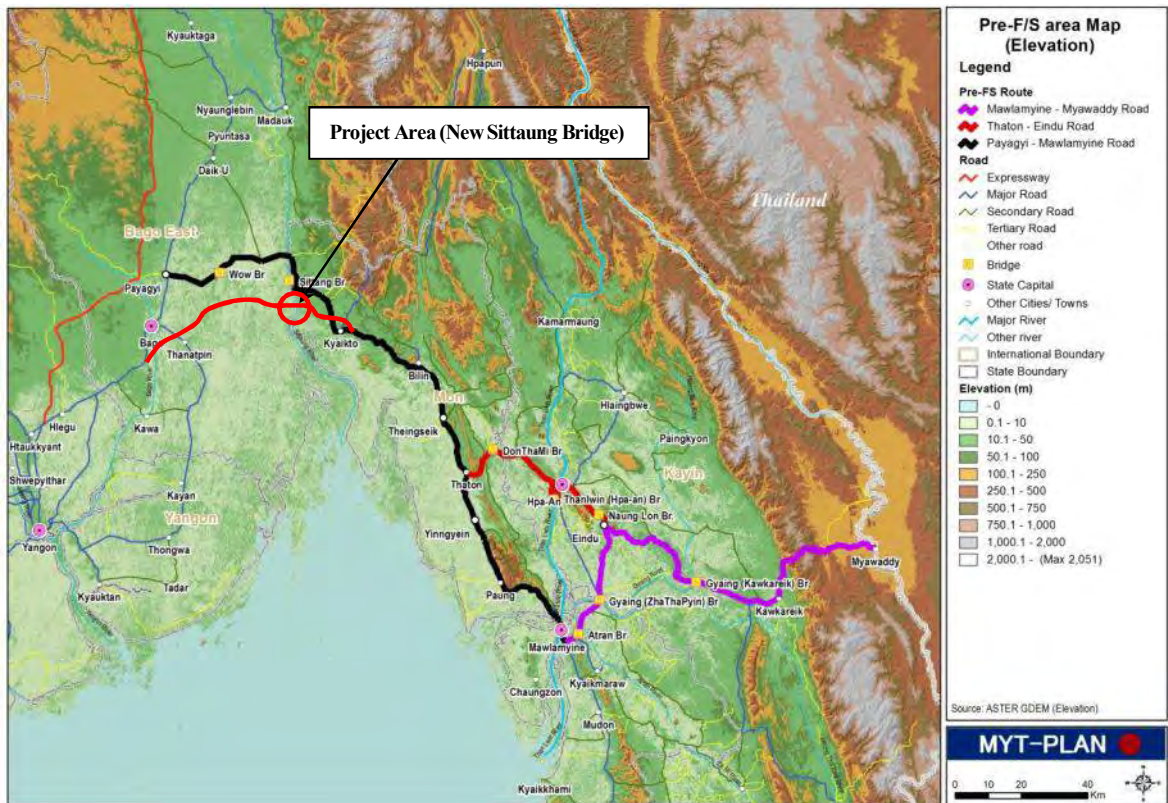 Kyauktaga
Hpapun
Nyaunglebin
Madauk
Pyuntasa
Project Area (New Sittaung Bridge)
Daik-U
Thailand
Bago East
Wow Br
Sittang Br
Payagyi
Kamarmaung
Bag
Thanatpin
Kyaikto
Bilin
Mon
Hlaingbwe
Hlegu
Kawa
Theingseik
DonThaMi Br
Paingkyon
Htaukkyant
Kayin
Shwepyithar
Kayan
Thaton
Hpa-An
Thanlwin (Hpa-an) Br
Naung Lon Br.
Yangon
Yinngyein
Eindu
Yangon
Thongwa
Myawaddy
Tadar
Gyaing (Kawkareik) Br
Kyauktan
Paung
Gyaing (ZhaThaPyin) Br
Kawkareik
Atran Br
Mawlamyine
Kyaikmaraw
Chaungzon
Mudon
Kyaikkhami
Pre-F/S area Map
(Elevation)
Legend
Pre-FS Route
Mawlamyine - Myawaddy Road
Thaton - Eindu Road
Payagyi - Mawlamyine Road
Road
Expressway
Major Road
Secondary Road
Tertiary Road
Other road
Bridge
State Capital
Other Cities/ Towns
Major River
Other river
International Boundary
State Boundary
Elevation (m)
- 0
0.1 - 10
10.1 - 50
50.1 - 100
100.1 - 250
250.1 - 500
500.1 - 750
750.1 - 1,000
1,000.1 - 2,000
2,000.1 - (Max 2,051)
Source: ASTER GDEM (Elevation)
MYT-PLAN
0 10 20 40
Km